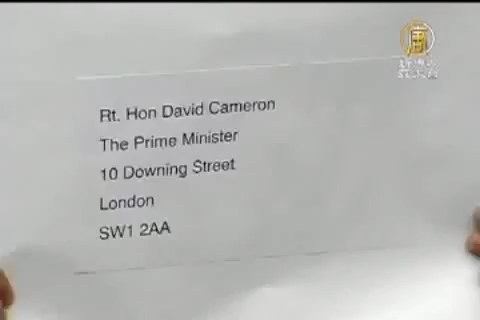 Rt. Hon David Cameron
The Prime Minister
10 Downing Street
London
SW1 2AA